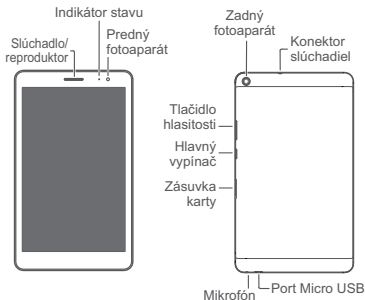 Indikátor stavu
Slúchadlo/
reproduktor
Predný
fotoaparát
Zadný
fotoaparát
Konektor
slúchadiel
Tlačidlo
hlasitosti
Hlavný
vypínač
Zásuvka
karty
Mikrofón
Port Micro USB